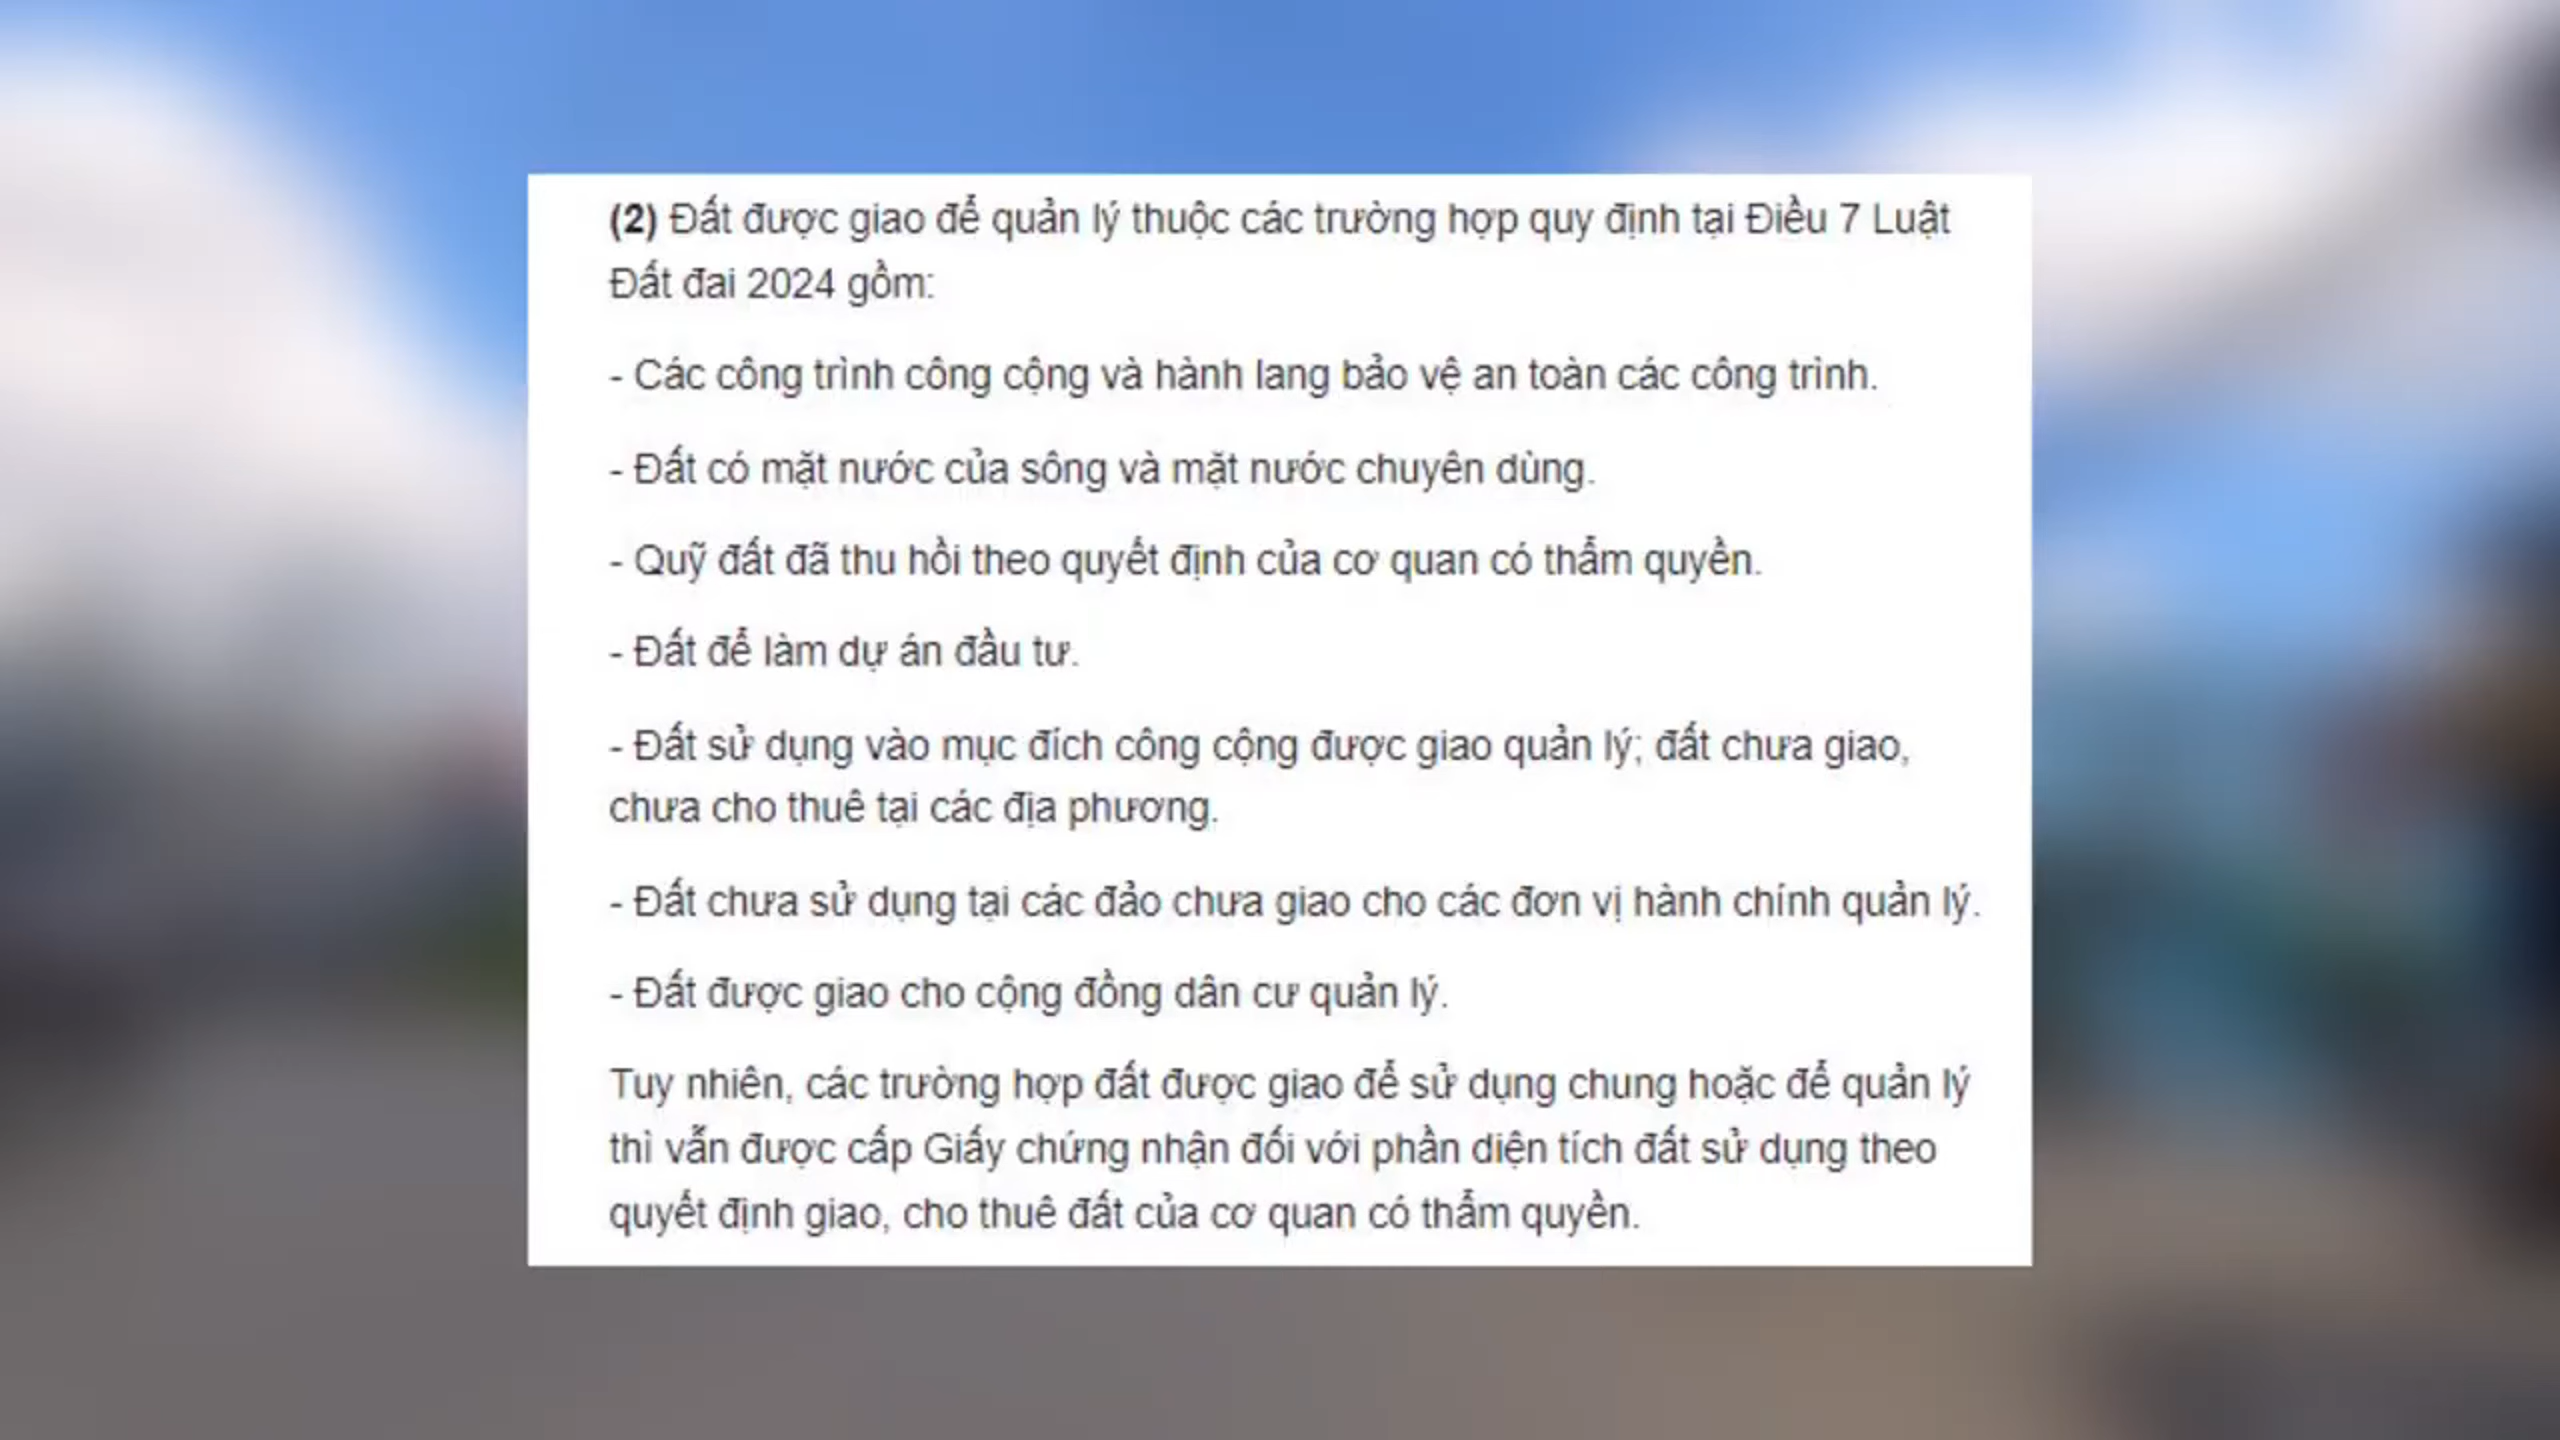 (2) Đất được giao để quản lý thuộc các trường hợp quy định tại Điều 7 Luật
Đất đai 2024 gồm:
- Các công trình công cộng và hành lang bảo vệ an toàn các công trình.
- Đất có mặt nước của sông và mặt nước chuyên dùng.
- Quỹ đất đã thu hồi theo quyết định của cơ quan có thẩm quyền.
- Đất để làm dự án đầu tư.
- Đất sử dụng vào mục đích công cộng được giao quản lý; đất chưa giao,
chưa cho thuê tại các địa phương.
- Đất chưa sử dụng tại các đảo chưa giao cho các đơn vị hành chính quản lý.
- Đất được giao cho cộng đồng dân cư quản lý.
Tuy nhiên, các trường hợp đất được giao để sử dụng chung hoặc để quản lý
thì vẫn được cấp Giấy chứng nhận đối với phần diện tích đất sử dụng theo
quyết định giao, cho thuê đất của cơ quan có thẩm quyền.